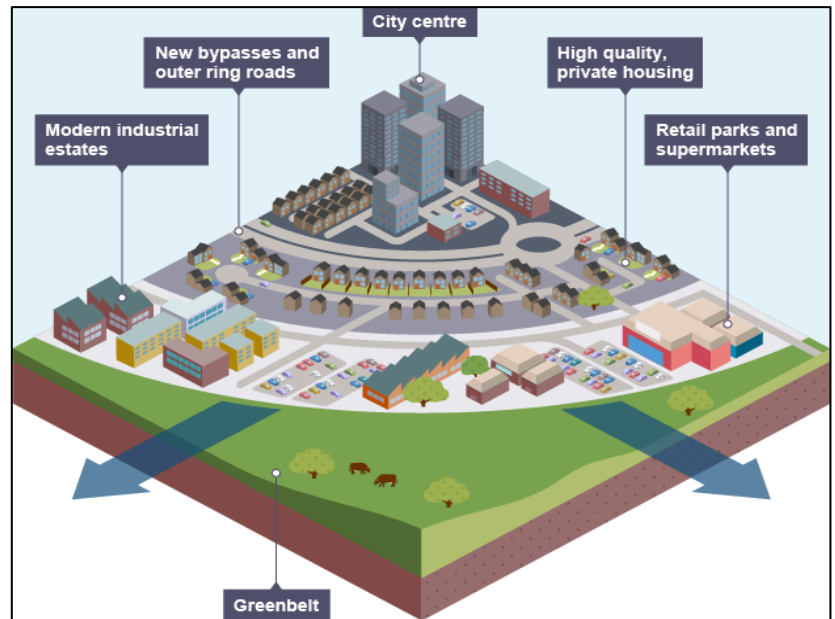 City centre
New bypasses and
outer ring roads
High quality,
private housing
Modern industrial
estates
Retail parks and
supermarkets
Greenbelt